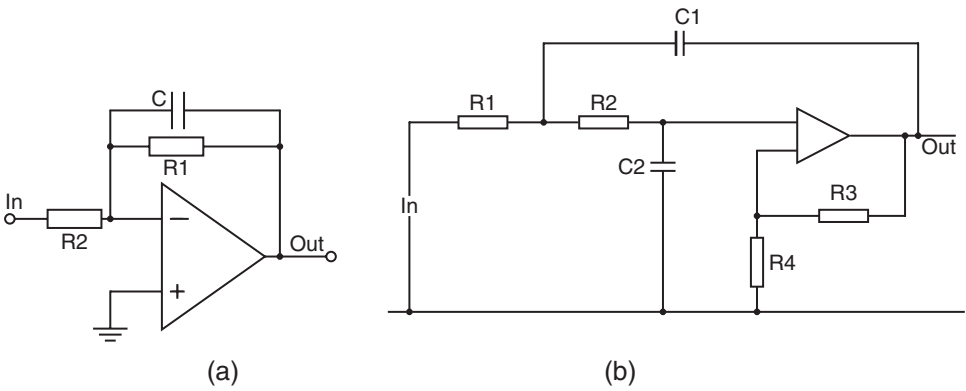 C
R1
In
R2
−
+
Out
(a)
C1
R1
R2
C2
In
Out
R3
R4
(b)